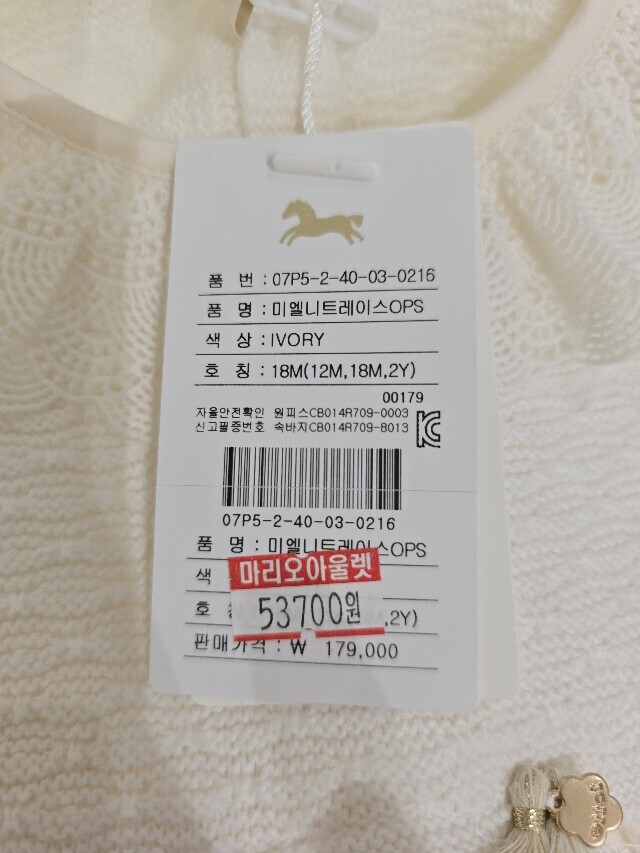 품 번 : 07P5-2-40-03-0216
품 명 : 미엘니트레이스OPS
색 상 : IVORY
호 칭 : 18M(12M,18M,2Y)
00179
자율안전확인 원피스CB014R709-0003
신고필증번호 속바지CB014R709-8013
07P5-2-40-03-0216
품 명 : 미엘니트레이스OPS
색
마리오아울렛
호
53700원
,2Y)
판매가격 : ₩ 179,000